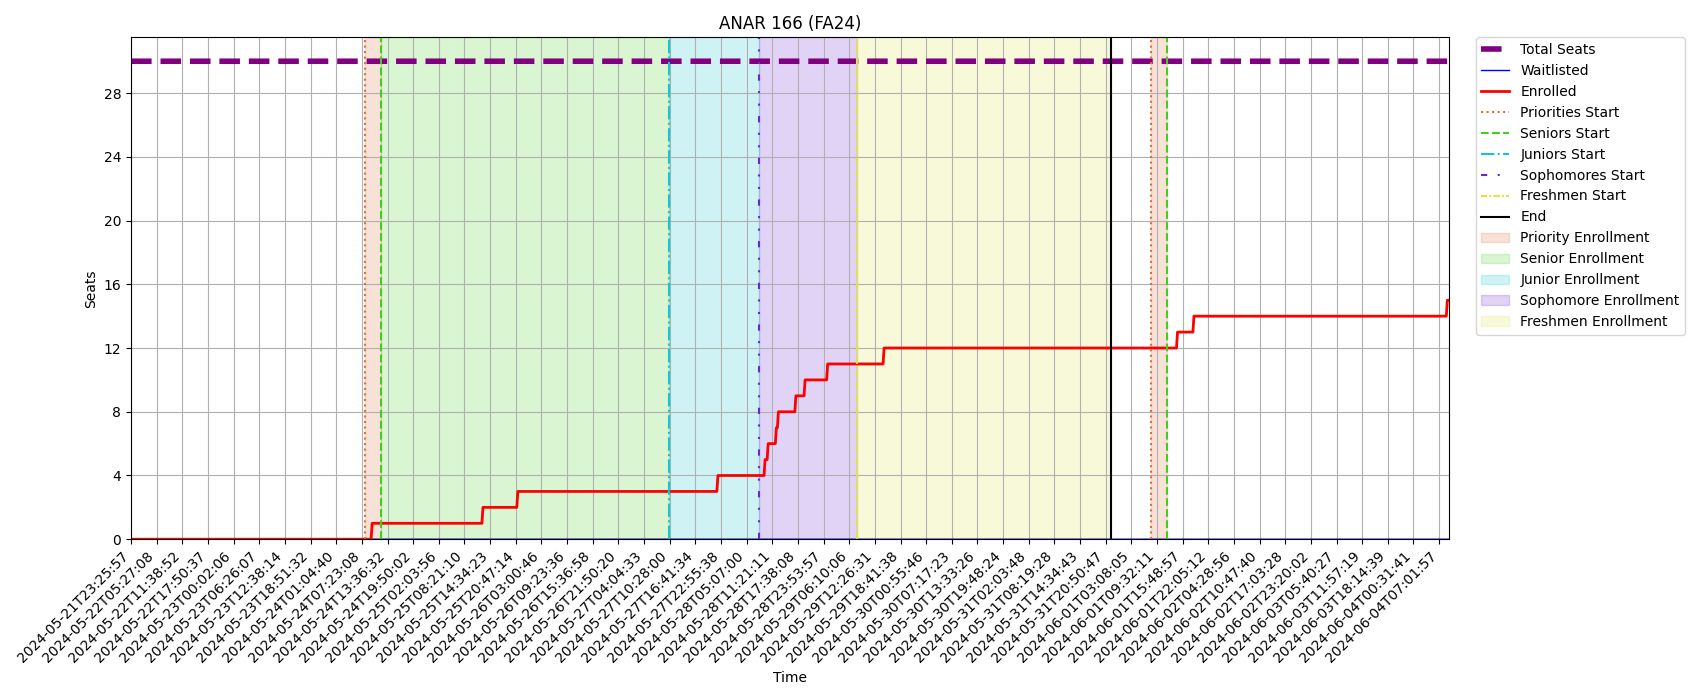 ANAR 166 (FA24)
Seats
28
24
20
16
12
8
4
0
2024-05-21T23:25:57
2024-05-22T05:27:08
2024-05-22T11:38:52
2024-05-22T17:50:37
2024-05-23T00:02:06
2024-05-23T06:26:07
2024-05-23T12:38:14
2024-05-23T18:51:32
2024-05-24T01:04:40
2024-05-24T07:23:08
2024-05-24T13:36:32
2024-05-24T19:50:02
2024-05-25T02:03:56
2024-05-25T08:21:10
2024-05-25T14:34:23
2024-05-25T20:47:14
2024-05-26T03:00:46
2024-05-26T09:23:36
2024-05-26T15:36:58
2024-05-26T21:50:20
2024-05-27T04:04:33
2024-05-27T10:28:00
2024-05-27T16:41:34
2024-05-27T22:55:38
2024-05-28T05:07:00
2024-05-28T11:21:11
2024-05-28T17:38:08
2024-05-28T23:53:57
2024-05-29T06:10:06
2024-05-29T12:26:31
2024-05-29T18:41:38
2024-05-30T00:55:46
2024-05-30T07:17:23
2024-05-30T13:33:26
2024-05-30T19:48:24
2024-05-31T02:03:48
2024-05-31T08:19:28
2024-05-31T14:34:43
2024-05-31T20:50:47
2024-06-01T03:08:05
2024-06-01T09:32:11
2024-06-01T15:48:57
2024-06-01T22:05:12
2024-06-02T04:28:56
2024-06-02T10:47:40
2024-06-02T17:03:28
2024-06-02T23:20:02
2024-06-03T05:40:27
2024-06-03T11:57:19
2024-06-03T18:14:39
2024-06-04T00:31:41
2024-06-04T07:01:57
Time
Total Seats
Waitlisted
Enrolled
Priorities Start
Seniors Start
Juniors Start
Sophomores Start
Freshmen Start
End
Priority Enrollment
Senior Enrollment
Junior Enrollment
Sophomore Enrollment
Freshmen Enrollment